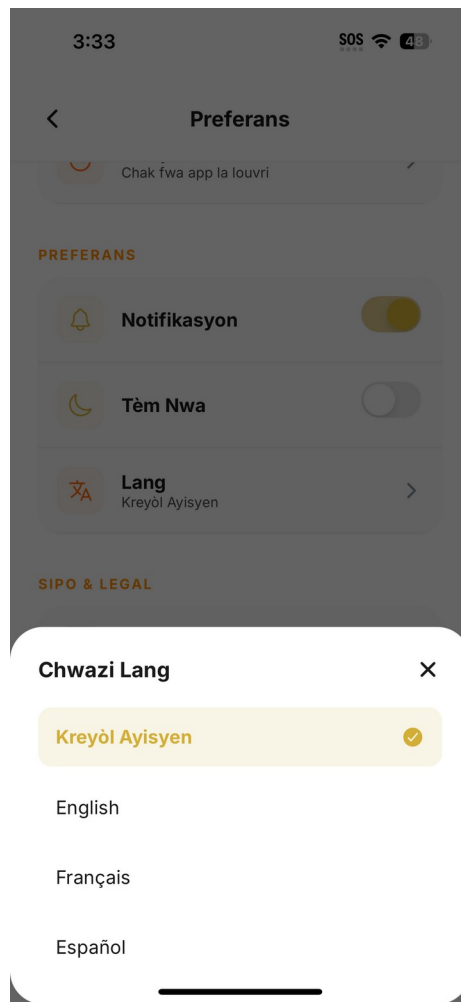 3:33 SOS 48
Preferans
Chak fwa app la louvri
PREFERANS
Notifikasyon
Tèm Nwa
Lang
Kreyòl Ayisyen
SIPO & LEGAL
Chwazi Lang
Kreyòl Ayisyen
English
Français
Español